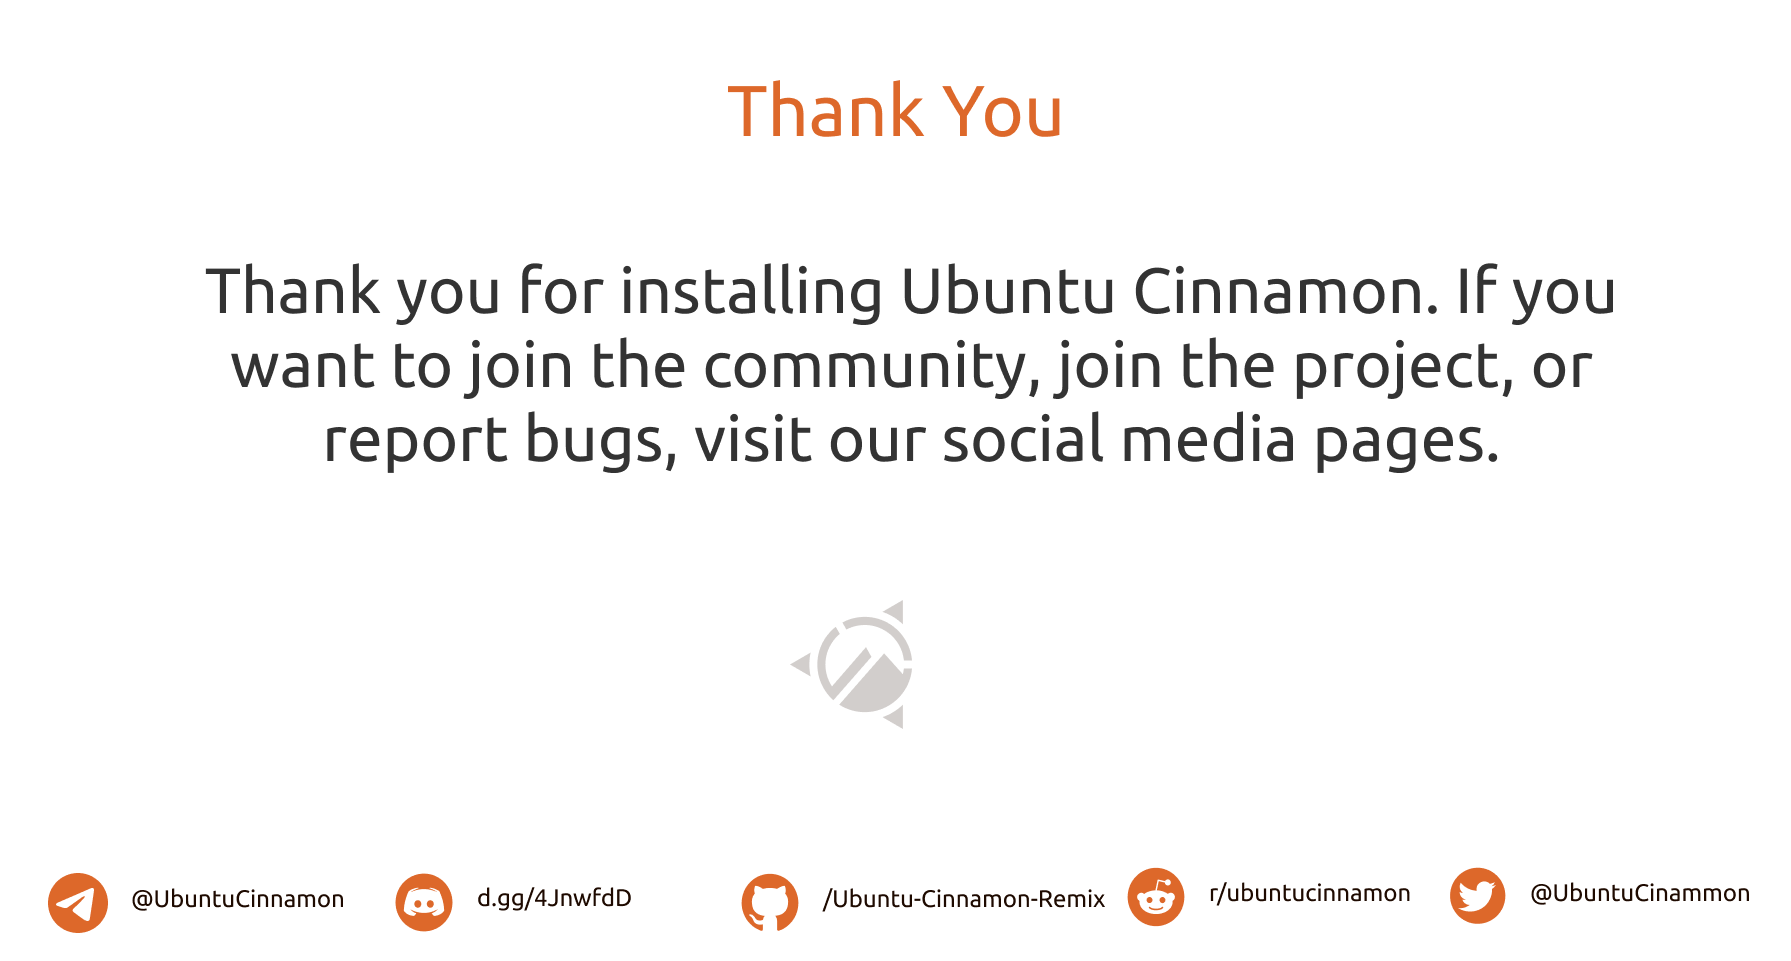 Thank You
Thank you for installing Ubuntu Cinnamon. If you
want to join the community, join the project, or
report bugs, visit our social media pages.
@UbuntuCinnamon
d.gg/4JnwfdD
/Ubuntu-Cinnamon-Remix
r/ubuntucinnamon
@UbuntuCinammon